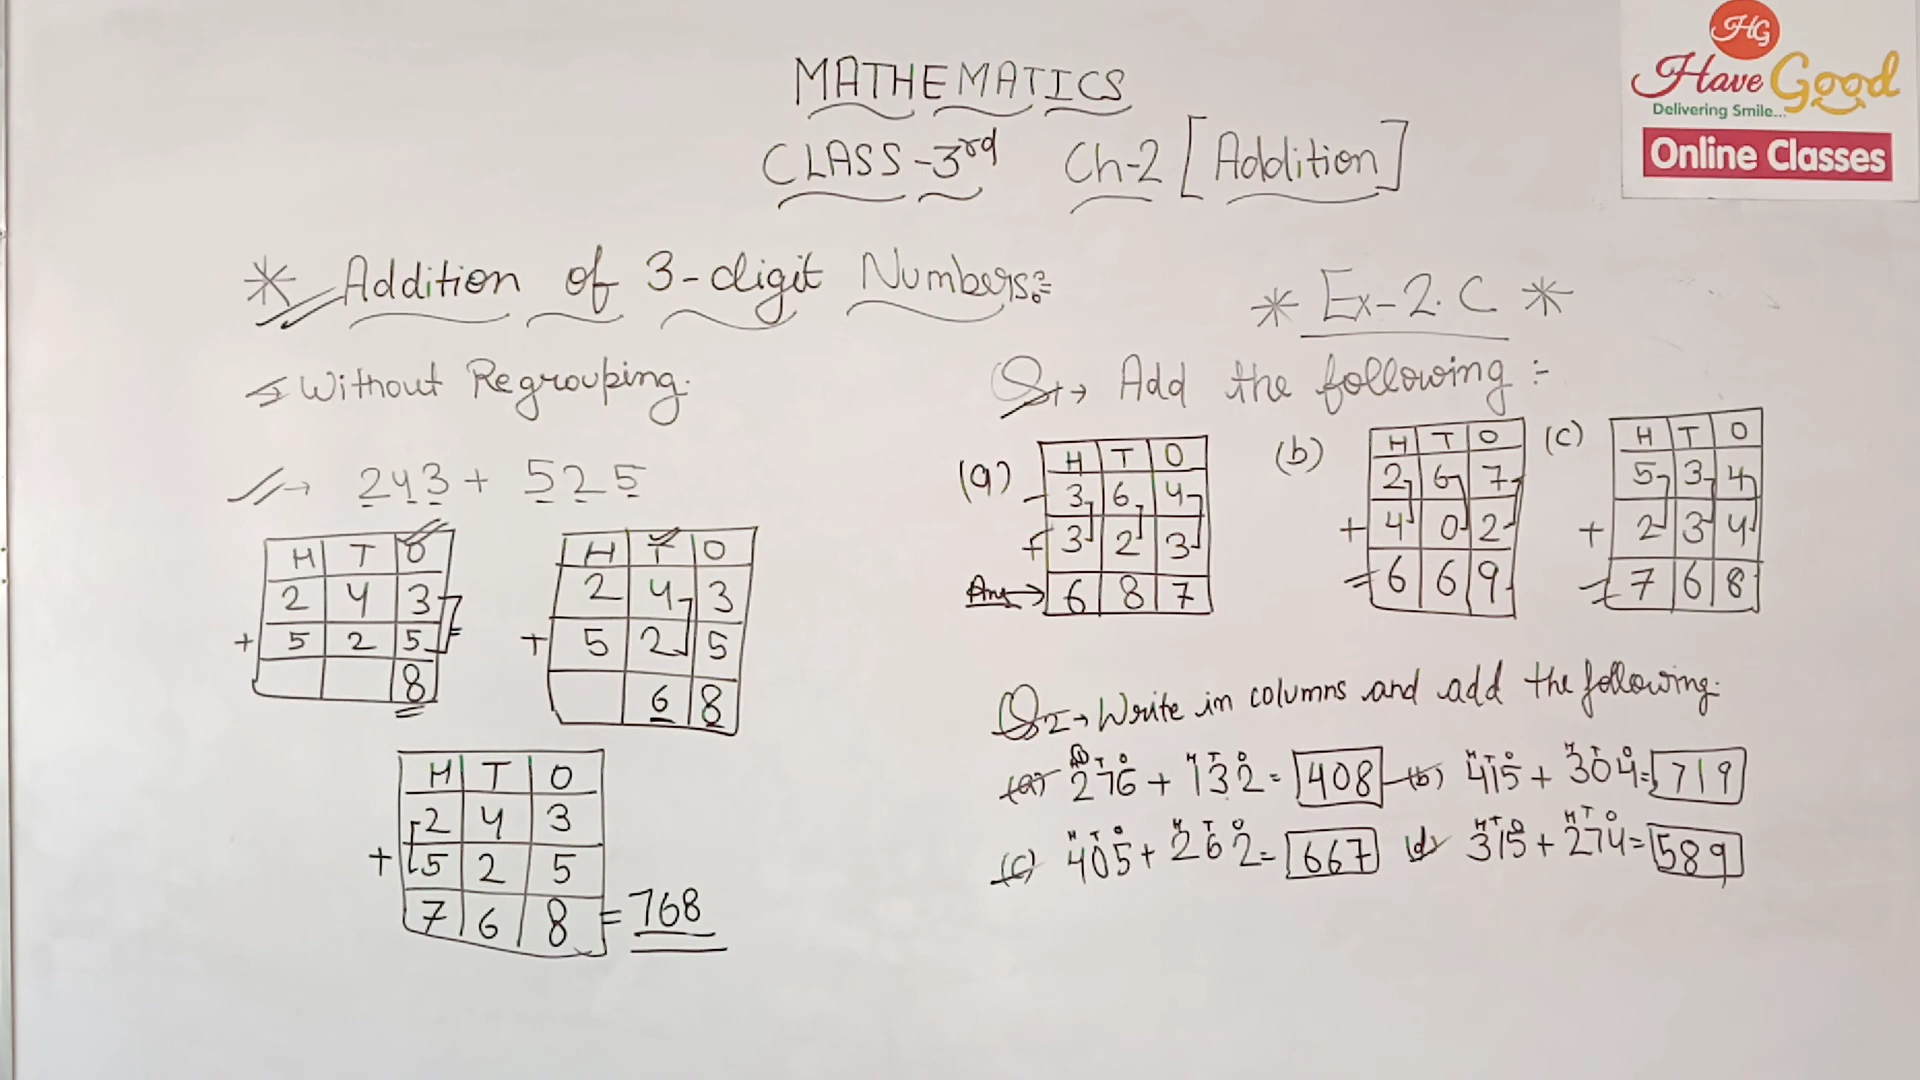 HG
Have Good
Delivering Smile...
Online Classes
MATHEMATICS
CLASS-3rd Ch-2 [Addition]
* Addition of 3-digit Numbers:-
Without Regrouping.
→ 243 + 525
H T O
2 4 3
+ 5 2 5
8
H T O
2 4 3
+ 5 2 5
6 8
H T O
2 4 3
+ 5 2 5
7 6 8 = 768
* Ex-2.C *
Q1→ Add the following:-
(a)
H T O
3 6 4
+ 3 2 3
Ans→ 6 8 7
(b)
H T O
2 6 7
+ 4 0 2
= 6 6 9
(c)
H T O
5 3 4
+ 2 3 4
= 7 6 8
Q2→ Write in columns and add the following.
H T O H T O H T O H T O
(a) 276 + 132 = 408 (b) 415 + 304 = 719
H T O H T O H T O H T O
(c) 405 + 262 = 667 (d) 315 + 274 = 589